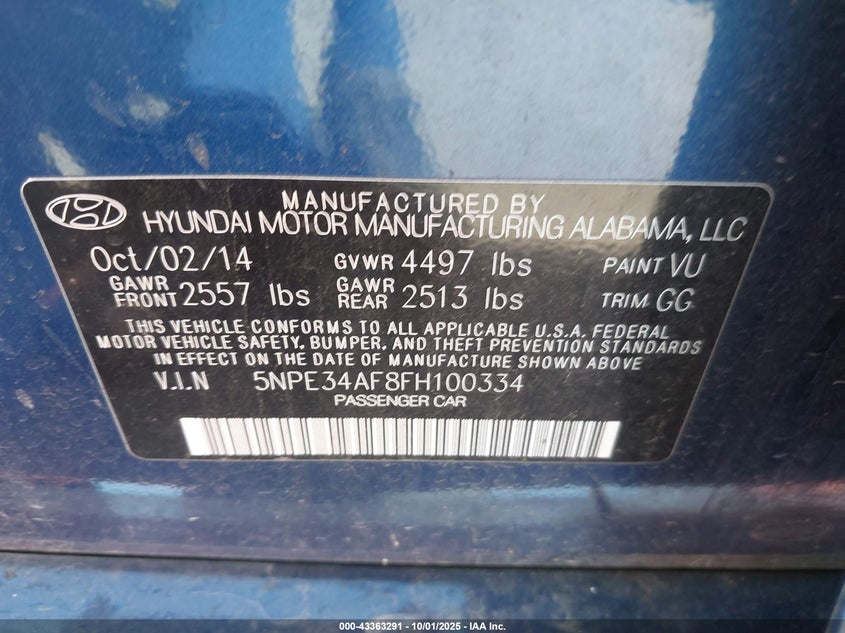 MANUFACTURED BY
HYUNDAI MOTOR MANUFACTURING ALABAMA, LLC
Oct/02/14 GVWR 4497 lbs PAINT VU
GAWR FRONT 2557 lbs GAWR REAR 2513 lbs TRIM GG
THIS VEHICLE CONFORMS TO ALL APPLICABLE U.S.A. FEDERAL
MOTOR VEHICLE SAFETY, BUMPER, AND THEFT PREVENTION STANDARDS
IN EFFECT ON THE DATE OF MANUFACTURE SHOWN ABOVE
V.I.N 5NPE34AF8FH100334
PASSENGER CAR
000-43363291 - 10/01/2025 - IAA Inc.